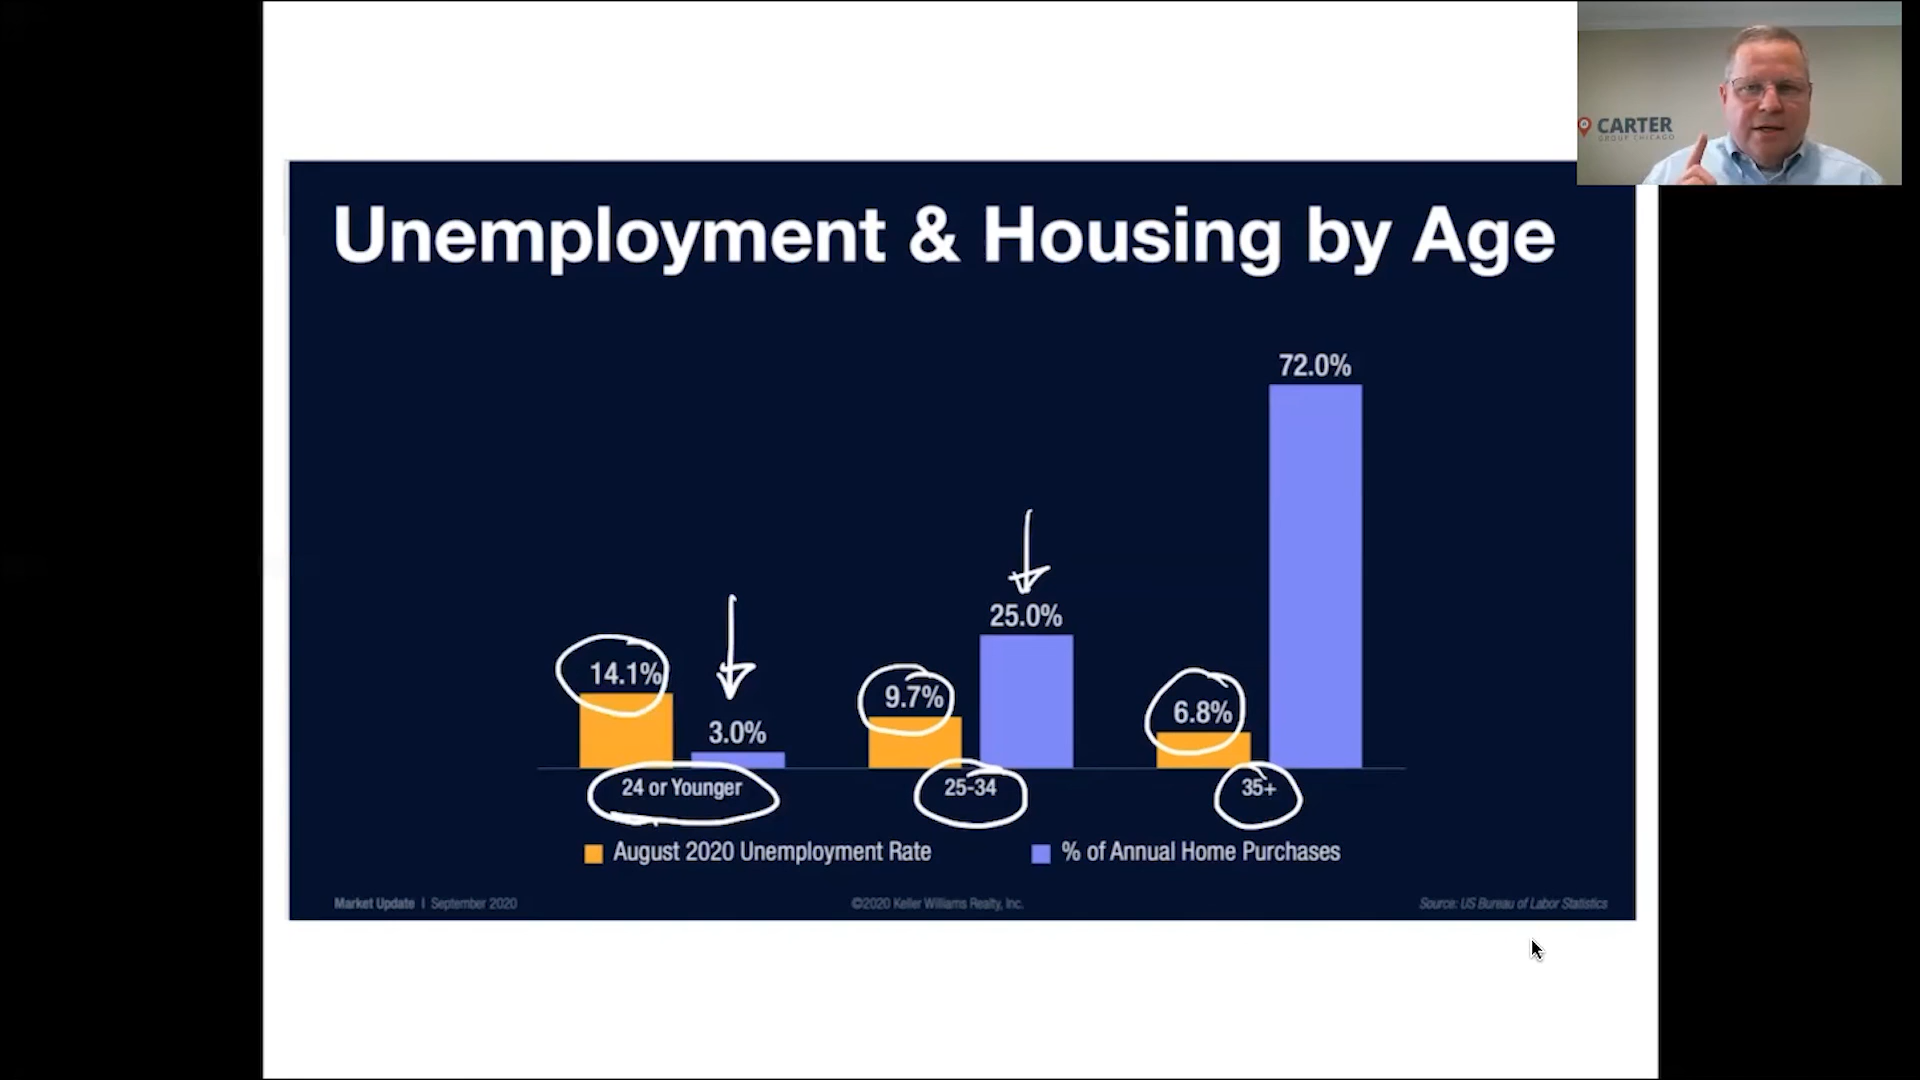 CARTER
GROUP CHICAGO
Unemployment & Housing by Age
72.0%
25.0%
14.1%
9.7%
6.8%
3.0%
24 or Younger
25-34
35+
August 2020 Unemployment Rate
% of Annual Home Purchases
Market Update | September 2020
©2020 Keller Williams Realty, Inc.
Source: US Bureau of Labor Statistics